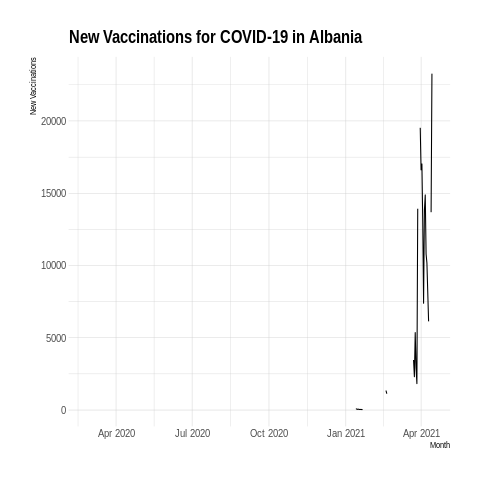 New Vaccinations for COVID-19 in Albania
New Vaccinations
20000
15000
10000
5000
0
Apr 2020 Jul 2020 Oct 2020 Jan 2021 Apr 2021
Month